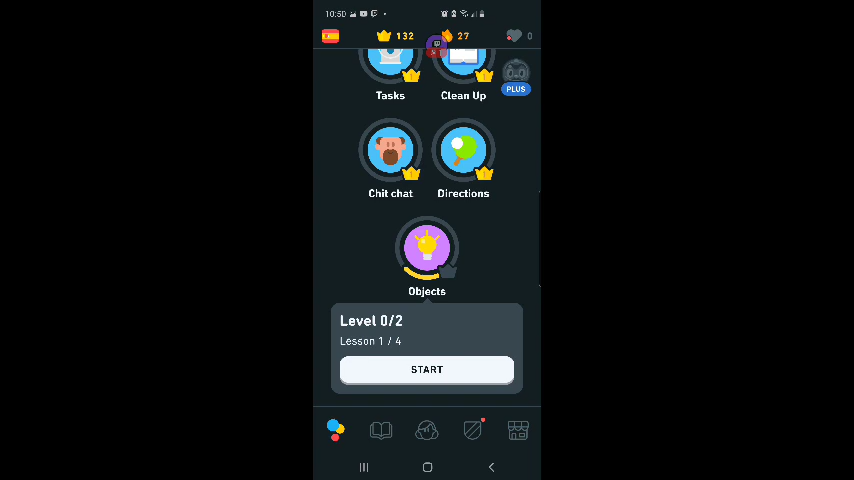 10:50
132
27
0
Tasks
Clean Up
PLUS
Chit chat
Directions
Objects
Level 0/2
Lesson 1 / 4
START